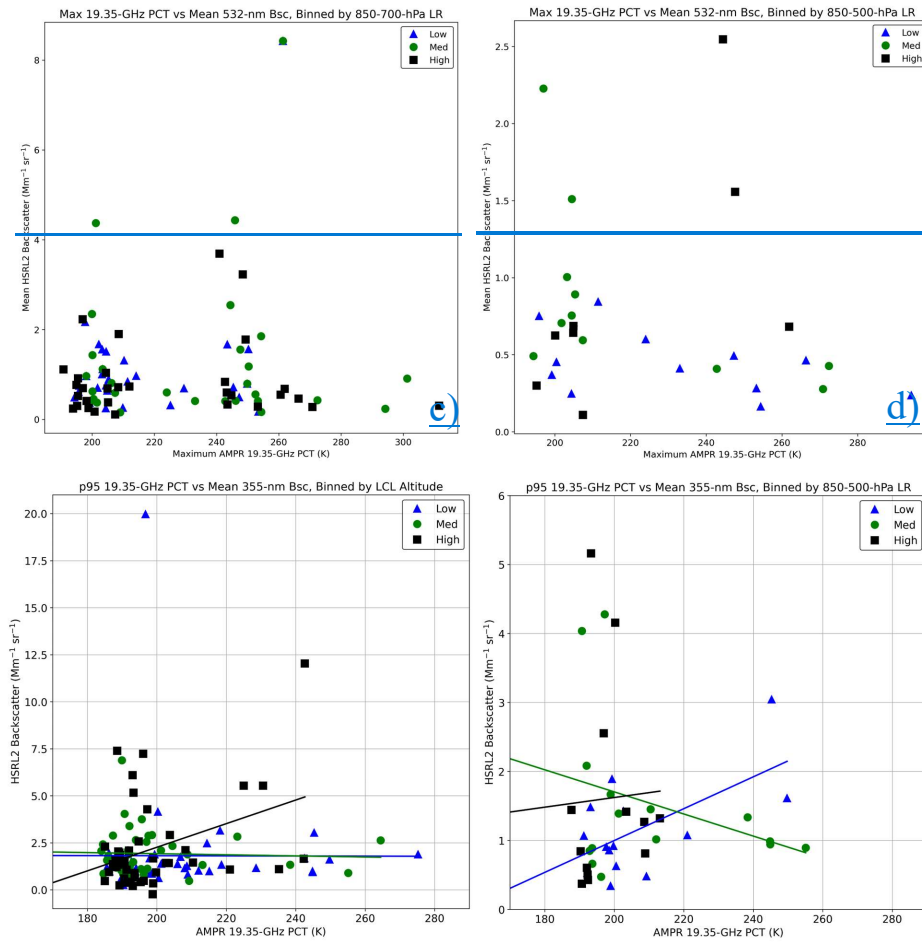 Max 19.35-GHz PCT vs Mean 532-nm Bsc, Binned by 850-700-hPa LR
Low
Med
High
8
6
4
2
0
Mean HSRL2 Backscatter (Mm⁻¹ sr⁻¹)
200
220
240
260
280
300
Maximum AMPR 19.35-GHz PCT (K)
c)
Max 19.35-GHz PCT vs Mean 532-nm Bsc, Binned by 850-500-hPa LR
Low
Med
High
2.5
2.0
1.5
1.0
0.5
0.0
Mean HSRL2 Backscatter (Mm⁻¹ sr⁻¹)
200
220
240
260
280
Maximum AMPR 19.35-GHz PCT (K)
d)
p95 19.35-GHz PCT vs Mean 355-nm Bsc, Binned by LCL Altitude
Low
Med
High
20.0
17.5
15.0
12.5
10.0
7.5
5.0
2.5
0.0
HSRL2 Backscatter (Mm⁻¹ sr⁻¹)
180
200
220
240
260
280
AMPR 19.35-GHz PCT (K)
p95 19.35-GHz PCT vs Mean 355-nm Bsc, Binned by 850-500-hPa LR
Low
Med
High
6
5
4
3
2
1
0
HSRL2 Backscatter (Mm⁻¹ sr⁻¹)
180
200
220
240
260
280
AMPR 19.35-GHz PCT (K)